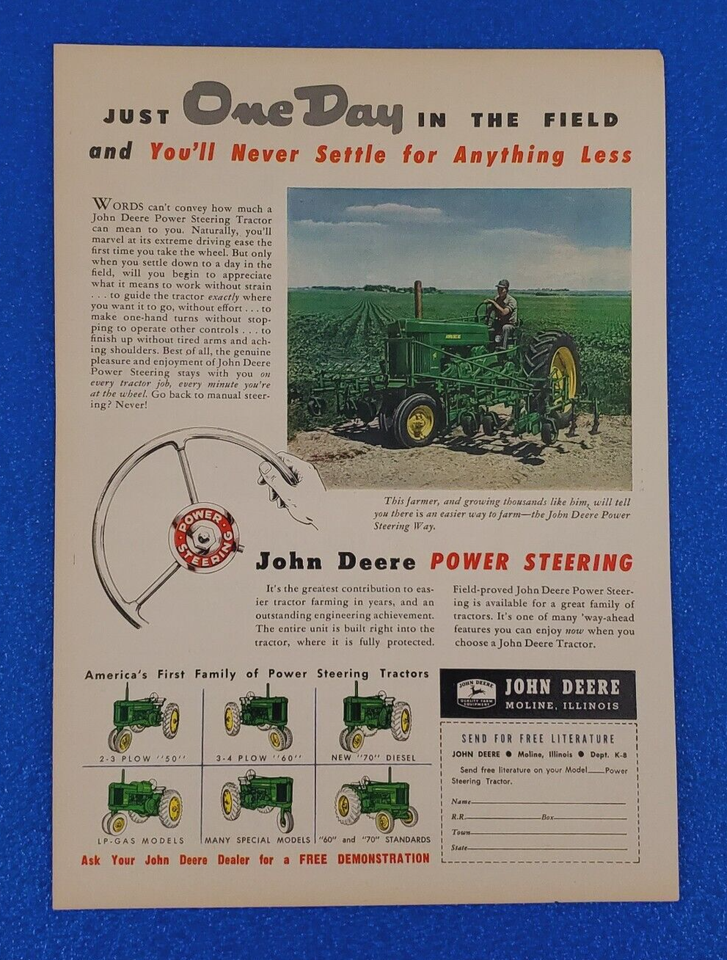 JUST One Day IN THE FIELD
and You'll Never Settle for Anything Less
WORDS can't convey how much a
John Deere Power Steering Tractor
can mean to you. Naturally, you'll
marvel at its extreme driving ease the
first time you take the wheel. But only
when you settle down to a day in the
field, will you begin to appreciate
what it means to work without strain
. . . to guide the tractor exactly where
you want it to go, without effort . . . to
make one-hand turns without stop-
ping to operate other controls . . . to
finish up without tired arms and ach-
ing shoulders. Best of all, the genuine
pleasure and enjoyment of John Deere
Power Steering stays with you on
every tractor job, every minute you're
at the wheel. Go back to manual steer-
ing? Never!
This farmer, and growing thousands like him, will tell
you there is an easier way to farm—the John Deere Power
Steering Way.
POWER
STEERING
John Deere POWER STEERING
It's the greatest contribution to eas-
ier tractor farming in years, and an
outstanding engineering achievement.
The entire unit is built right into the
tractor, where it is fully protected.
Field-proved John Deere Power Steer-
ing is available for a great family of
tractors. It's one of many 'way-ahead
features you can enjoy now when you
choose a John Deere Tractor.
America's First Family of Power Steering Tractors
2-3 PLOW "50"
3-4 PLOW "60"
NEW "70" DIESEL
LP-GAS MODELS
MANY SPECIAL MODELS
"60" and "70" STANDARDS
Ask Your John Deere Dealer for a FREE DEMONSTRATION
JOHN DEERE
QUALITY FARM
EQUIPMENT
JOHN DEERE
MOLINE, ILLINOIS
SEND FOR FREE LITERATURE
JOHN DEERE ● Moline, Illinois ● Dept. K-8
Send free literature on your Model____Power
Steering Tractor.
Name
R.R. Box
Town
State